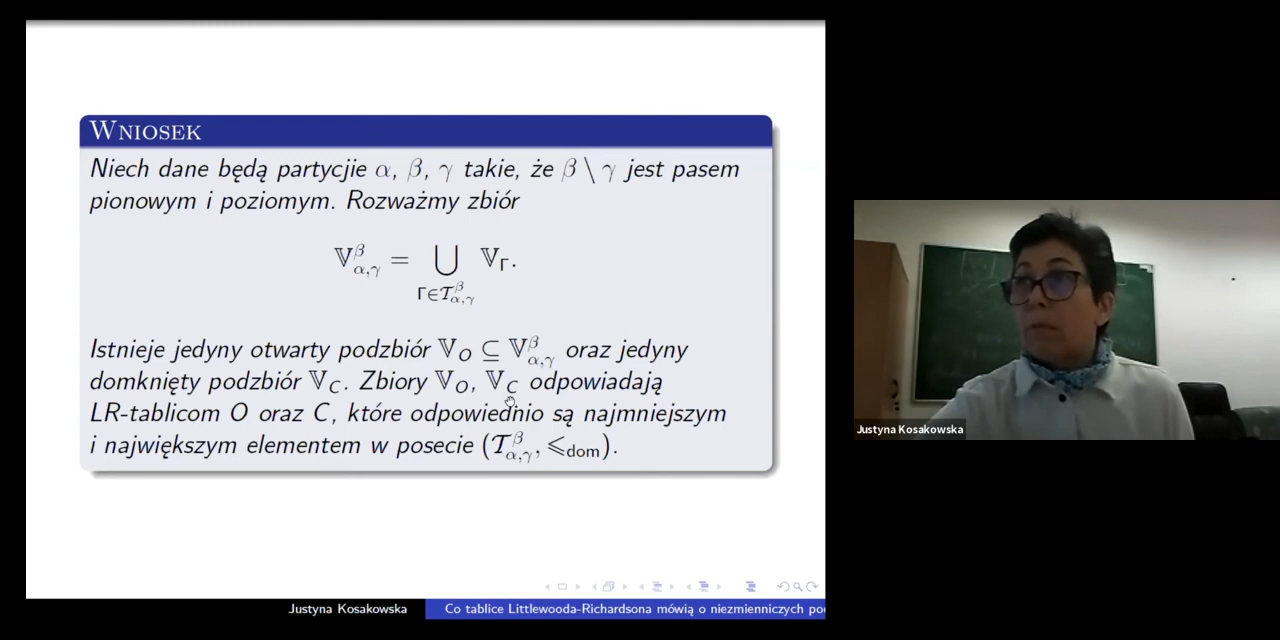 Wniosek
Niech dane będą partycjie α, β, γ takie, że β \ γ jest pasem
pionowym i poziomym. Rozważmy zbiór
𝕍^β_{α,γ} = ⋃_{Γ∈𝒯^β_{α,γ}} 𝕍_Γ.
Istnieje jedyny otwarty podzbiór 𝕍_O ⊆ 𝕍^β_{α,γ} oraz jedyny
domknięty podzbiór 𝕍_C. Zbiory 𝕍_O, 𝕍_C odpowiadają
LR-tablicom O oraz C, które odpowiednio są najmniejszym
i największym elementem w posecie (𝒯^β_{α,γ}, ⩽_dom).
Justyna Kosakowska
Co tablice Littlewooda-Richardsona mówią o niezmienniczych po
Justyna Kosakowska